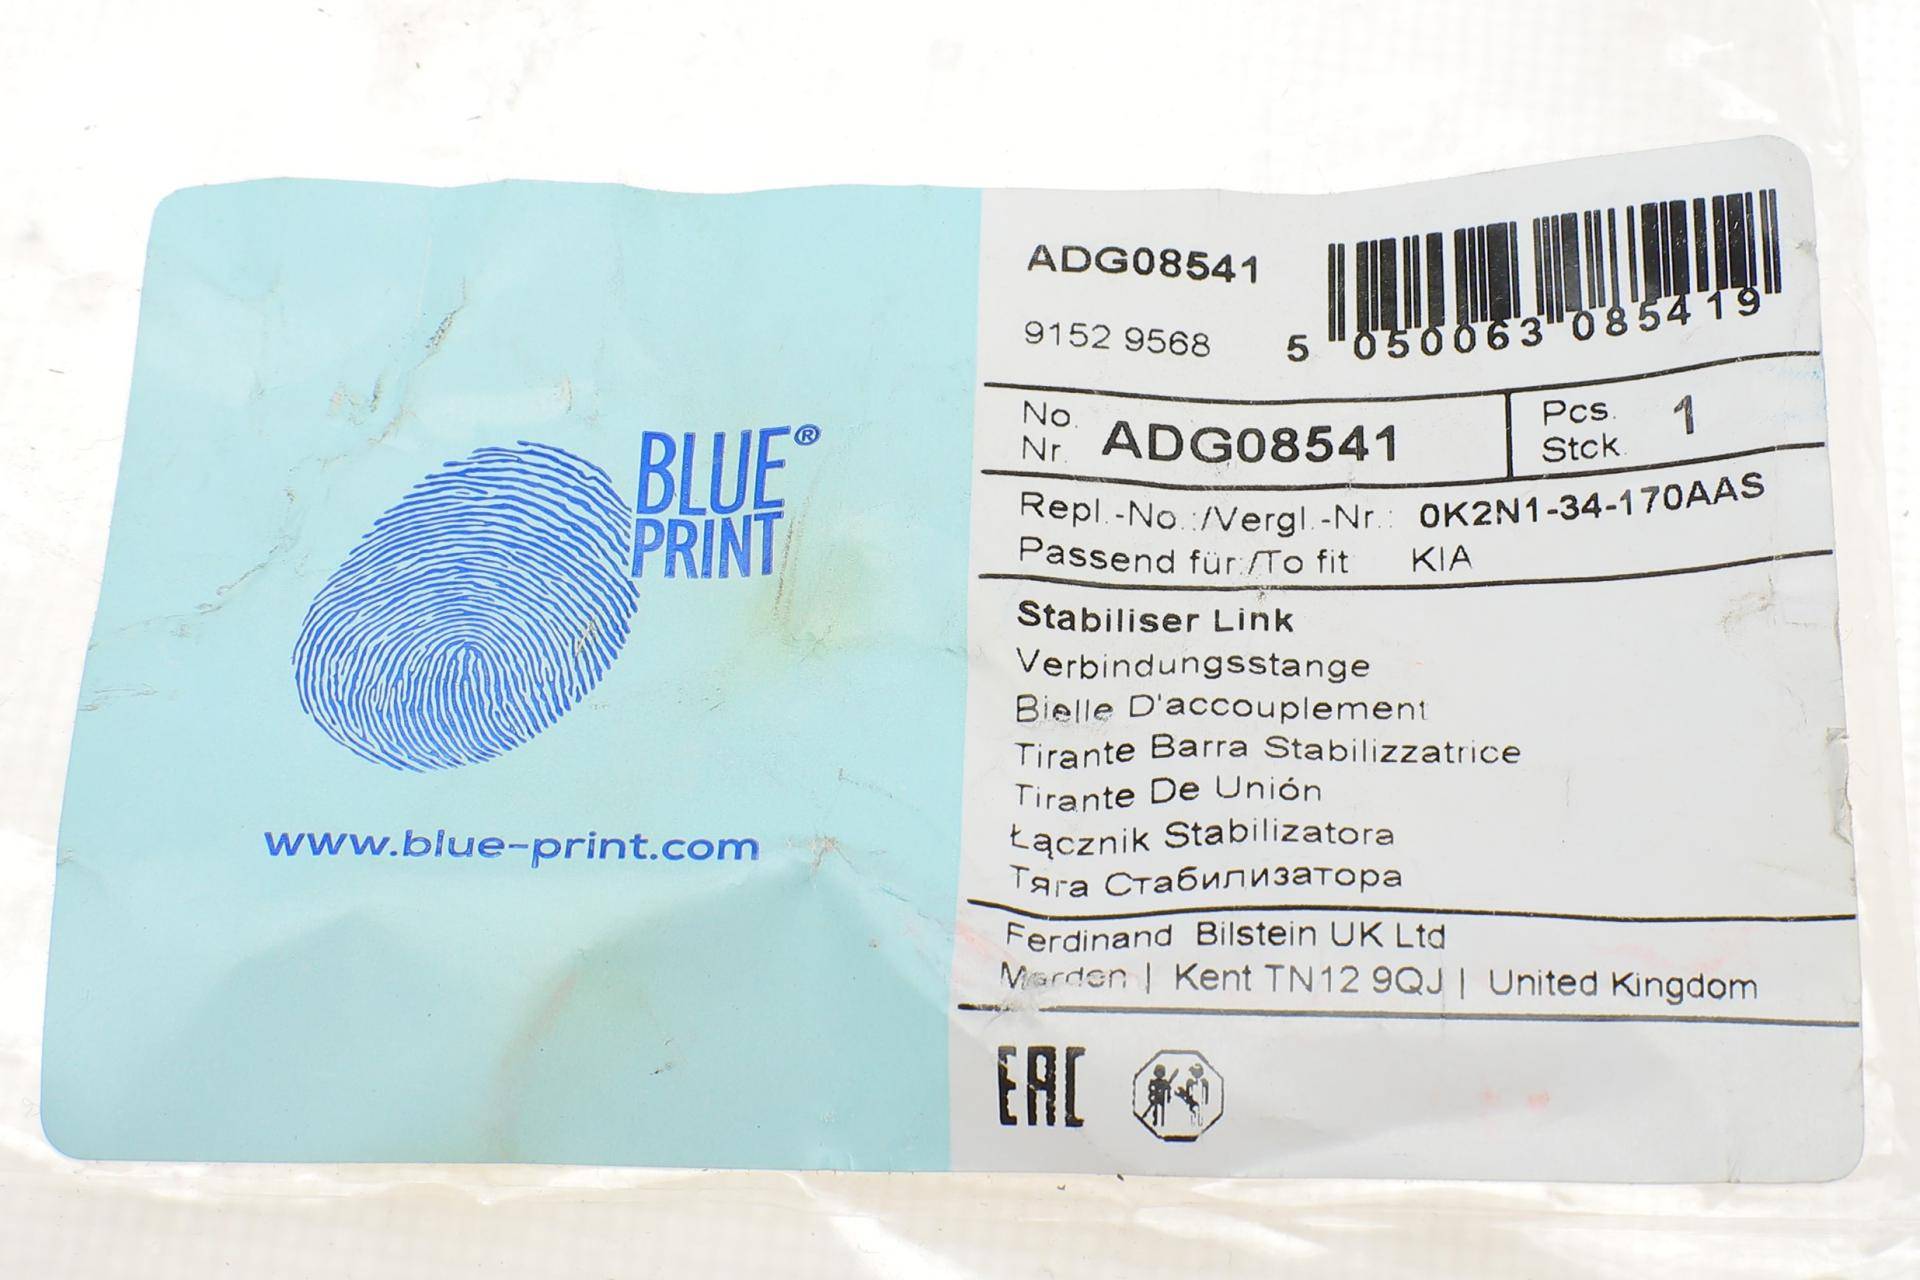 BLUE®
PRINT
www.blue-print.com
ADG08541
9152 9568
5 050063 085419
No.
Nr. ADG08541
Pcs.
Stck. 1
Repl.-No.:/Vergl.-Nr.: 0K2N1-34-170AAS
Passend für:/To fit KIA
Stabiliser Link
Verbindungsstange
Bielle D'accouplement
Tirante Barra Stabilizzatrice
Tirante De Unión
Łącznik Stabilizatora
Тяга Стабилизатора
Ferdinand Bilstein UK Ltd
Marden | Kent TN12 9QJ | United Kingdom
EAC